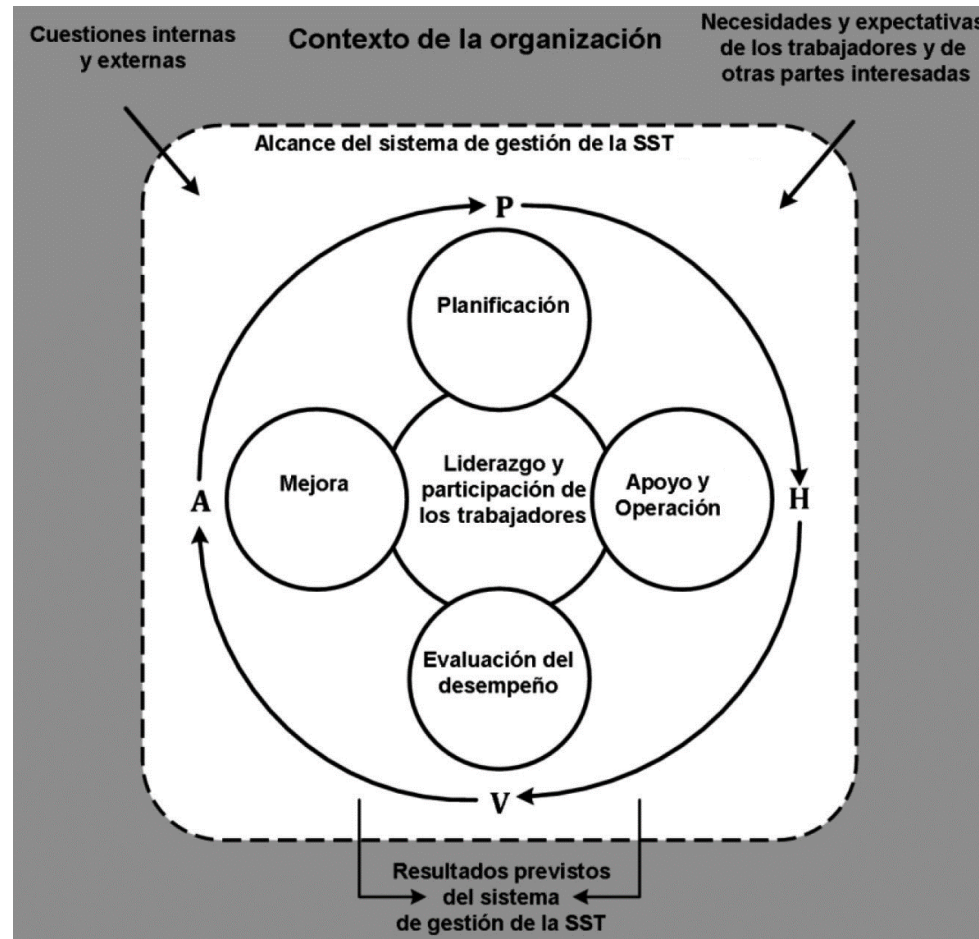 Cuestiones internas
y externas
Contexto de la organización
Necesidades y expectativas
de los trabajadores y de
otras partes interesadas
Alcance del sistema de gestión de la SST
P
Planificación
Mejora
Liderazgo y
participación de
los trabajadores
Apoyo y
Operación
A
H
Evaluación del
desempeño
V
Resultados previstos
del sistema
de gestión de la SST